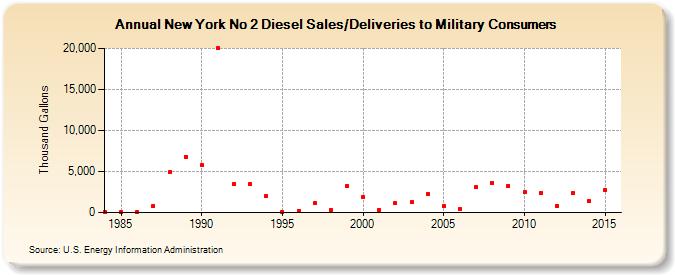 Annual New York No 2 Diesel Sales/Deliveries to Military Consumers
Thousand Gallons
20,000
15,000
10,000
5,000
0
1985 1990 1995 2000 2005 2010 2015
Source: U.S. Energy Information Administration